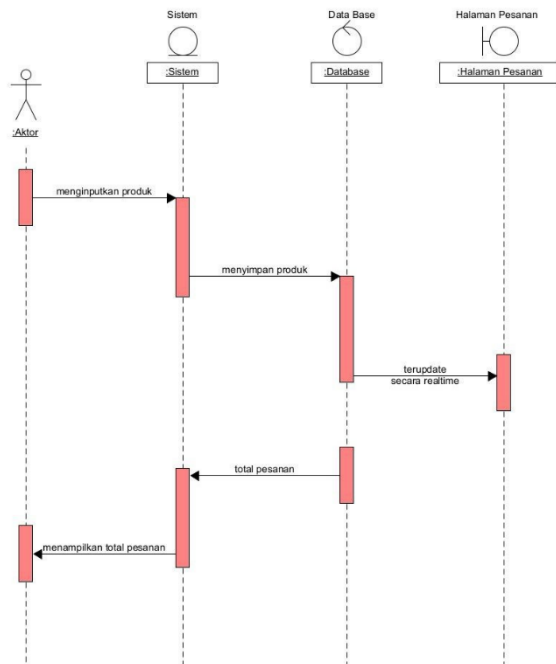 Sistem
Data Base
Halaman Pesanan
:Sistem
:Database
:Halaman Pesanan
:Aktor
menginputkan produk
menyimpan produk
terupdate
secara realtime
total pesanan
menampilkan total pesanan